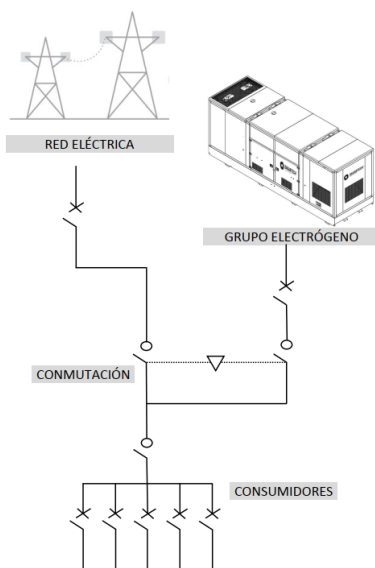 RED ELÉCTRICA
GRUPO ELECTRÓGENO
CONMUTACIÓN
CONSUMIDORES